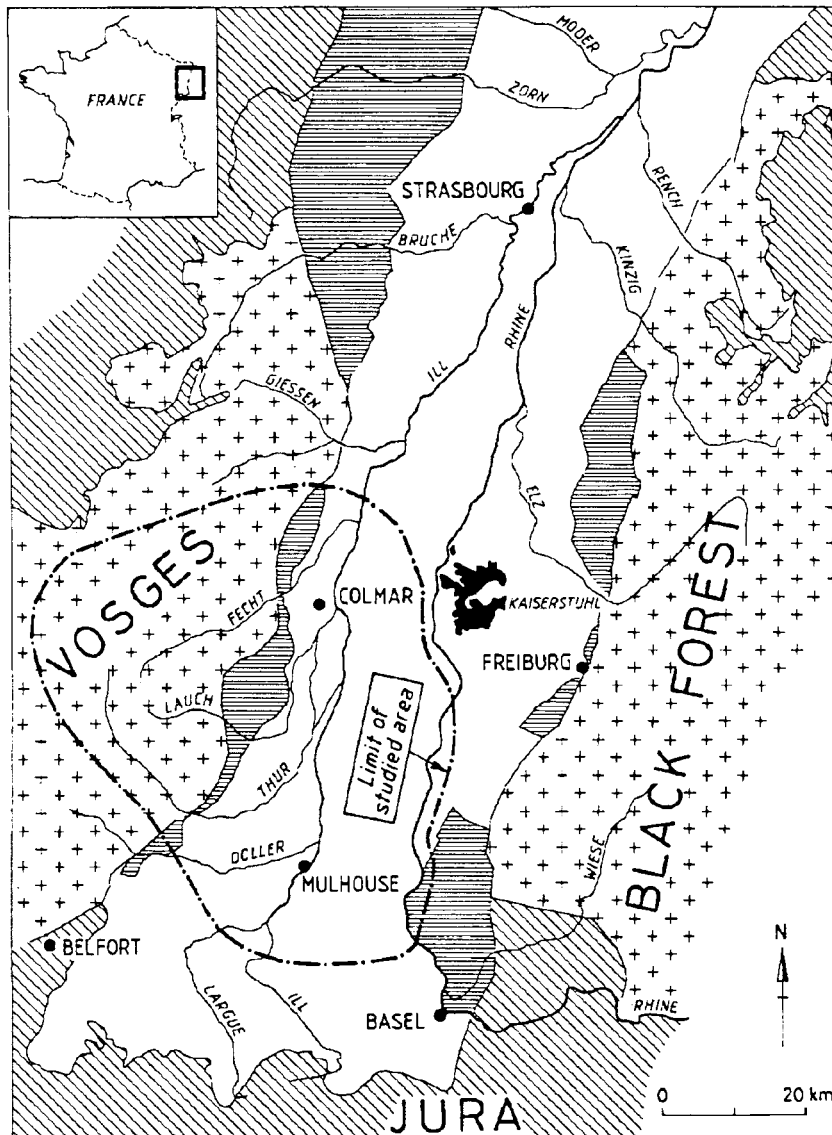 FRANCE
MODER
ZORN
STRASBOURG
RENCH
BRUCHE
KINZIG
RHINE
ILL
GIESSEN
ELZ
VOSGES
COLMAR
FECHT
KAISERSTUHL
FREIBURG
BLACK FOREST
LAUCH
Limit of
studied area
THUR
DOLLER
WIESE
MULHOUSE
BELFORT
N
LARGUE
ILL
BASEL
RHINE
0 20 km
JURA